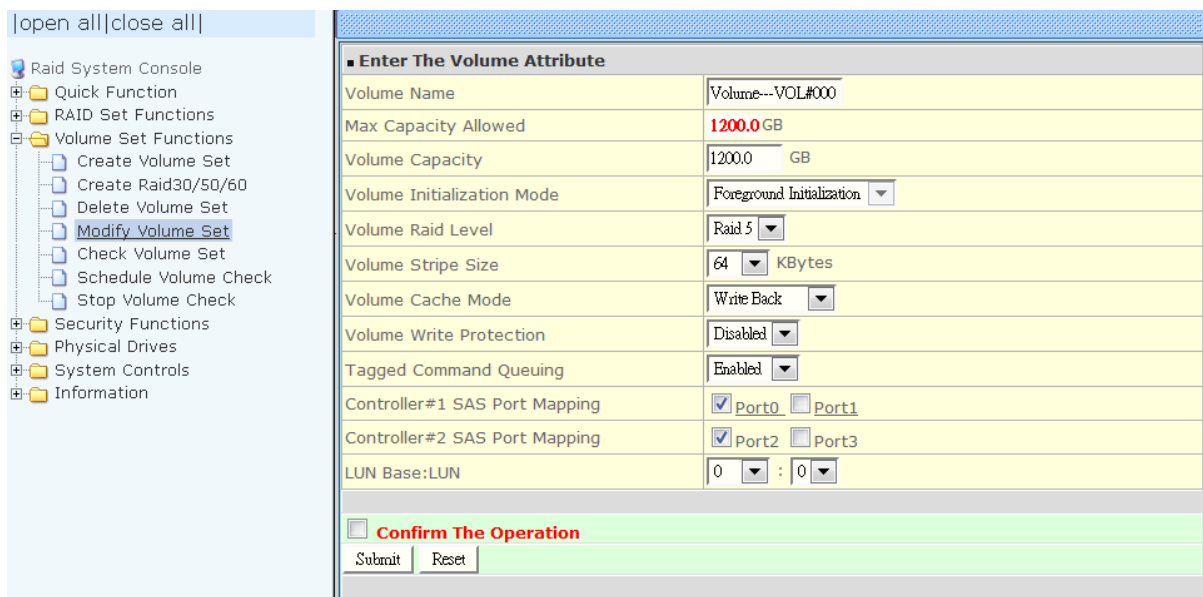 |open all|close all|
Raid System Console
Quick Function
RAID Set Functions
Volume Set Functions
Create Volume Set
Create Raid30/50/60
Delete Volume Set
Modify Volume Set
Check Volume Set
Schedule Volume Check
Stop Volume Check
Security Functions
Physical Drives
System Controls
Information
Enter The Volume Attribute
Volume Name Volume---VOL#000
Max Capacity Allowed 1200.0 GB
Volume Capacity 1200.0 GB
Volume Initialization Mode Foreground Initialization
Volume Raid Level Raid 5
Volume Stripe Size 64 KBytes
Volume Cache Mode Write Back
Volume Write Protection Disabled
Tagged Command Queuing Enabled
Controller#1 SAS Port Mapping Port0 Port1
Controller#2 SAS Port Mapping Port2 Port3
LUN Base:LUN 0 : 0
Confirm The Operation
Submit Reset